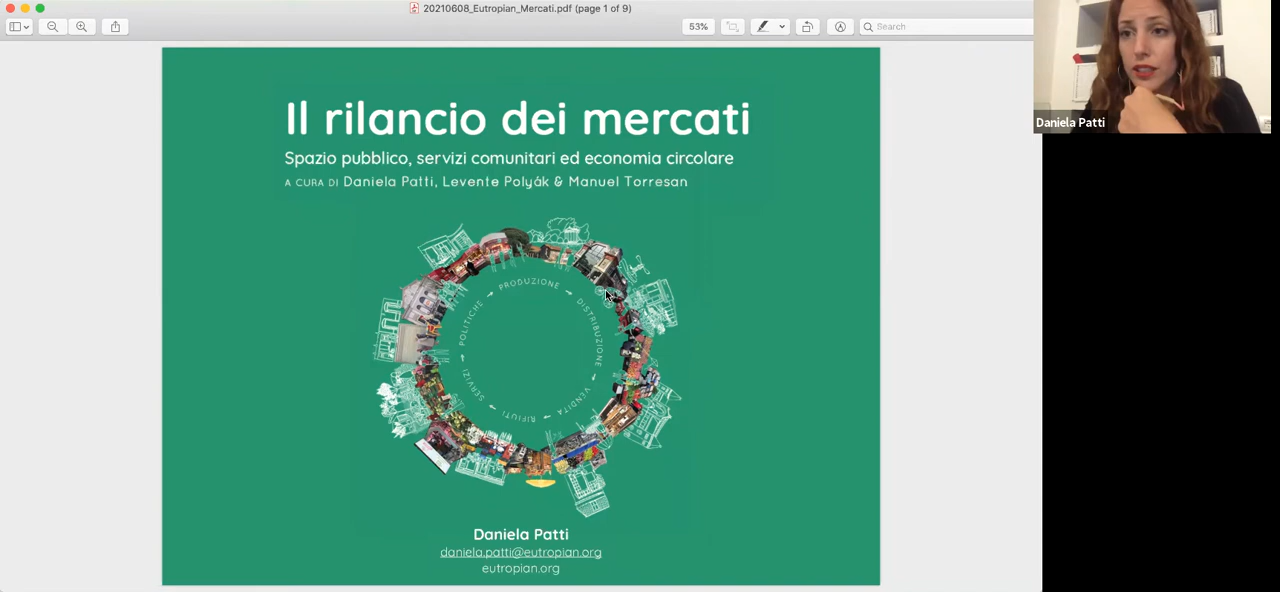 20210608_Eutropian_Mercati.pdf (page 1 of 9)
53%
Search
Daniela Patti
Il rilancio dei mercati
Spazio pubblico, servizi comunitari ed economia circolare
A CURA DI Daniela Patti, Levente Polyák & Manuel Torresan
PRODUZIONE
DISTRIBUZIONE
VENDITA
RIFIUTI
SERVIZI
POLITICHE
Daniela Patti
daniela.patti@eutropian.org
eutropian.org